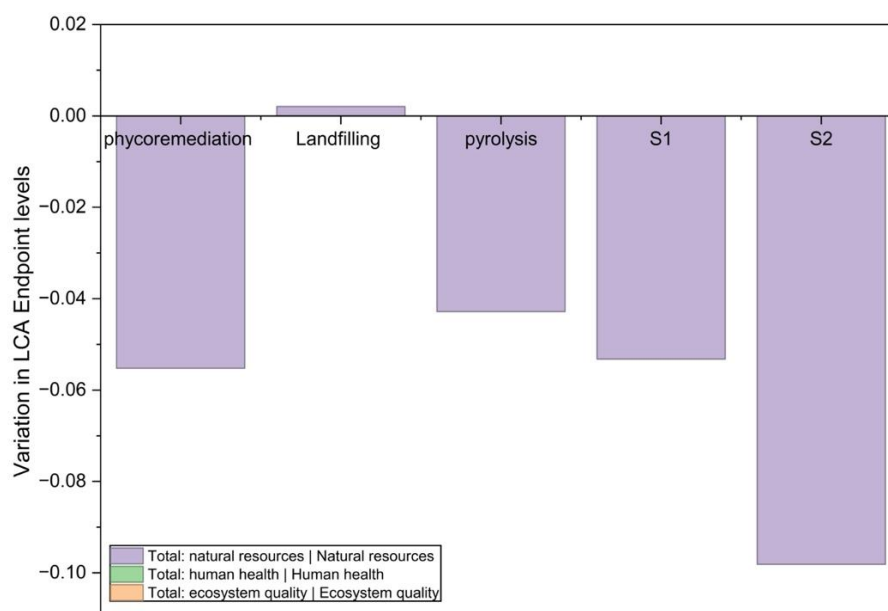 0.02
0.00
−0.02
−0.04
−0.06
−0.08
−0.10
Variation in LCA Endpoint levels
phycoremediation
Landfilling
pyrolysis
S1
S2
Total: natural resources | Natural resources
Total: human health | Human health
Total: ecosystem quality | Ecosystem quality